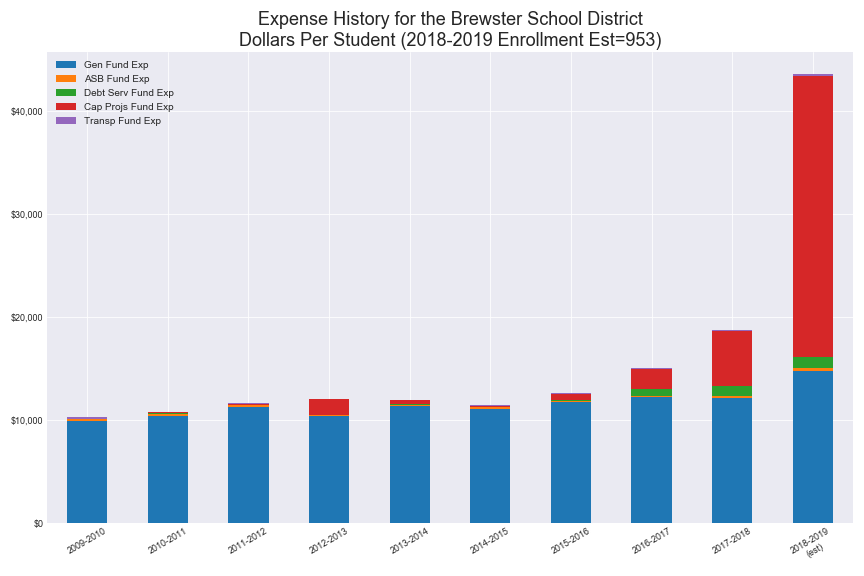 Expense History for the Brewster School District
Dollars Per Student (2018-2019 Enrollment Est=953)
Gen Fund Exp
ASB Fund Exp
Debt Serv Fund Exp
Cap Projs Fund Exp
Transp Fund Exp
$40,000
$30,000
$20,000
$10,000
$0
2009-2010
2010-2011
2011-2012
2012-2013
2013-2014
2014-2015
2015-2016
2016-2017
2017-2018
2018-2019
(est)